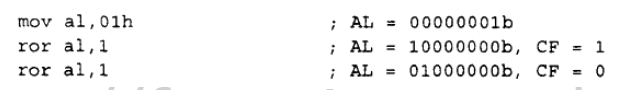 mov al,01h ; AL = 00000001b
ror al,1 ; AL = 10000000b, CF = 1
ror al,1 ; AL = 01000000b, CF = 0